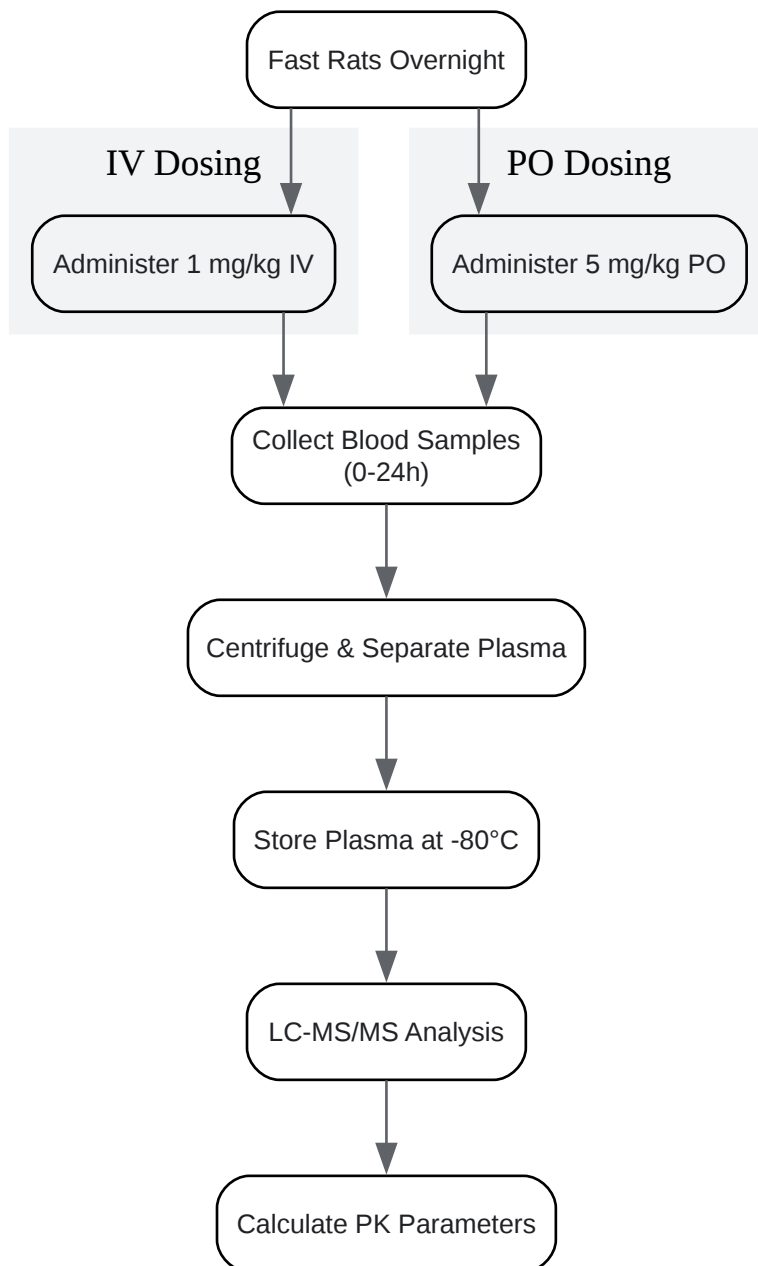 Fast Rats Overnight
IV Dosing
PO Dosing
Administer 1 mg/kg IV
Administer 5 mg/kg PO
Collect Blood Samples
(0-24h)
Centrifuge & Separate Plasma
Store Plasma at -80°C
LC-MS/MS Analysis
Calculate PK Parameters